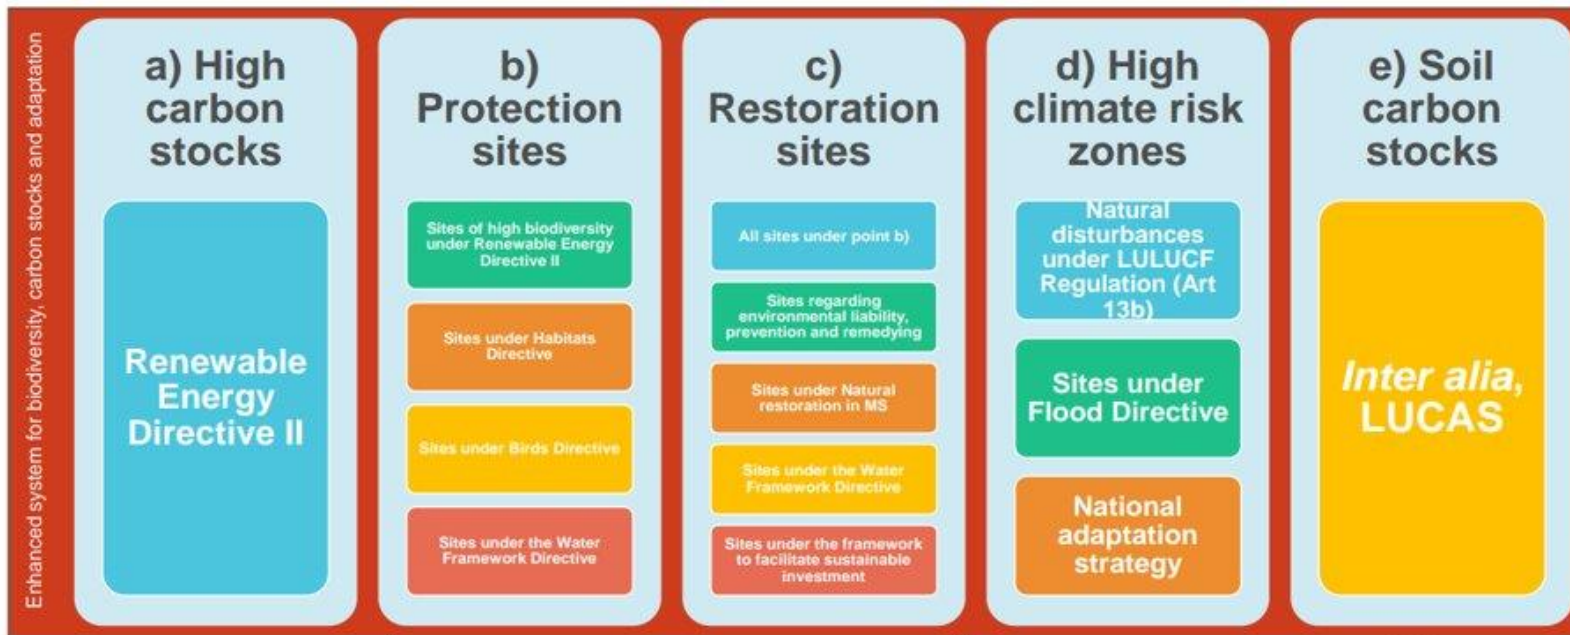 Enhanced system for biodiversity, carbon stocks and adaptation
a) High
carbon
stocks
Renewable
Energy
Directive II
b)
Protection
sites
Sites of high biodiversity
under Renewable Energy
Directive II
Sites under Habitats
Directive
Sites under Birds Directive
Sites under the Water
Framework Directive
c)
Restoration
sites
All sites under point b)
Sites regarding
environmental liability,
prevention and remedying
Sites under Natural
restoration in MS
Sites under the Water
Framework Directive
Sites under the framework
to facilitate sustainable
investment
d) High
climate risk
zones
Natural
disturbances
under LULUCF
Regulation (Art
13b)
Sites under
Flood Directive
National
adaptation
strategy
e) Soil
carbon
stocks
Inter alia,
LUCAS